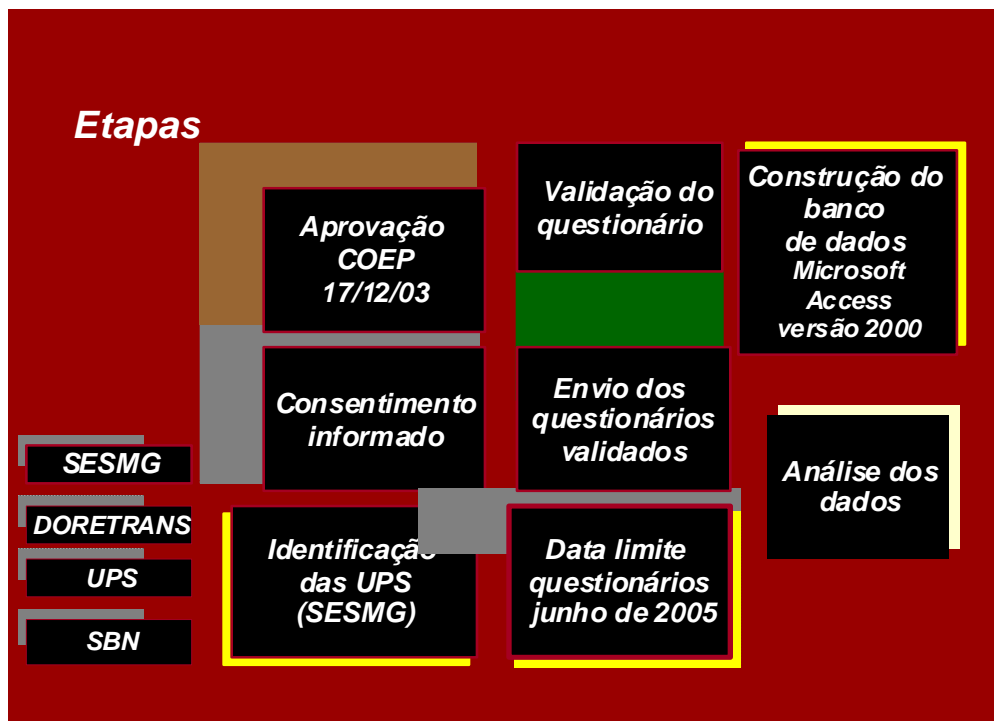 Etapas
Aprovação
COEP
17/12/03
Consentimento
informado
SESMG
DORETRANS
UPS
SBN
Identificação
das UPS
(SESMG)
Validação do
questionário
Envio dos
questionários
validados
Data limite
questionários
junho de 2005
Construção do
banco
de dados
Microsoft
Access
versão 2000
Análise dos
dados